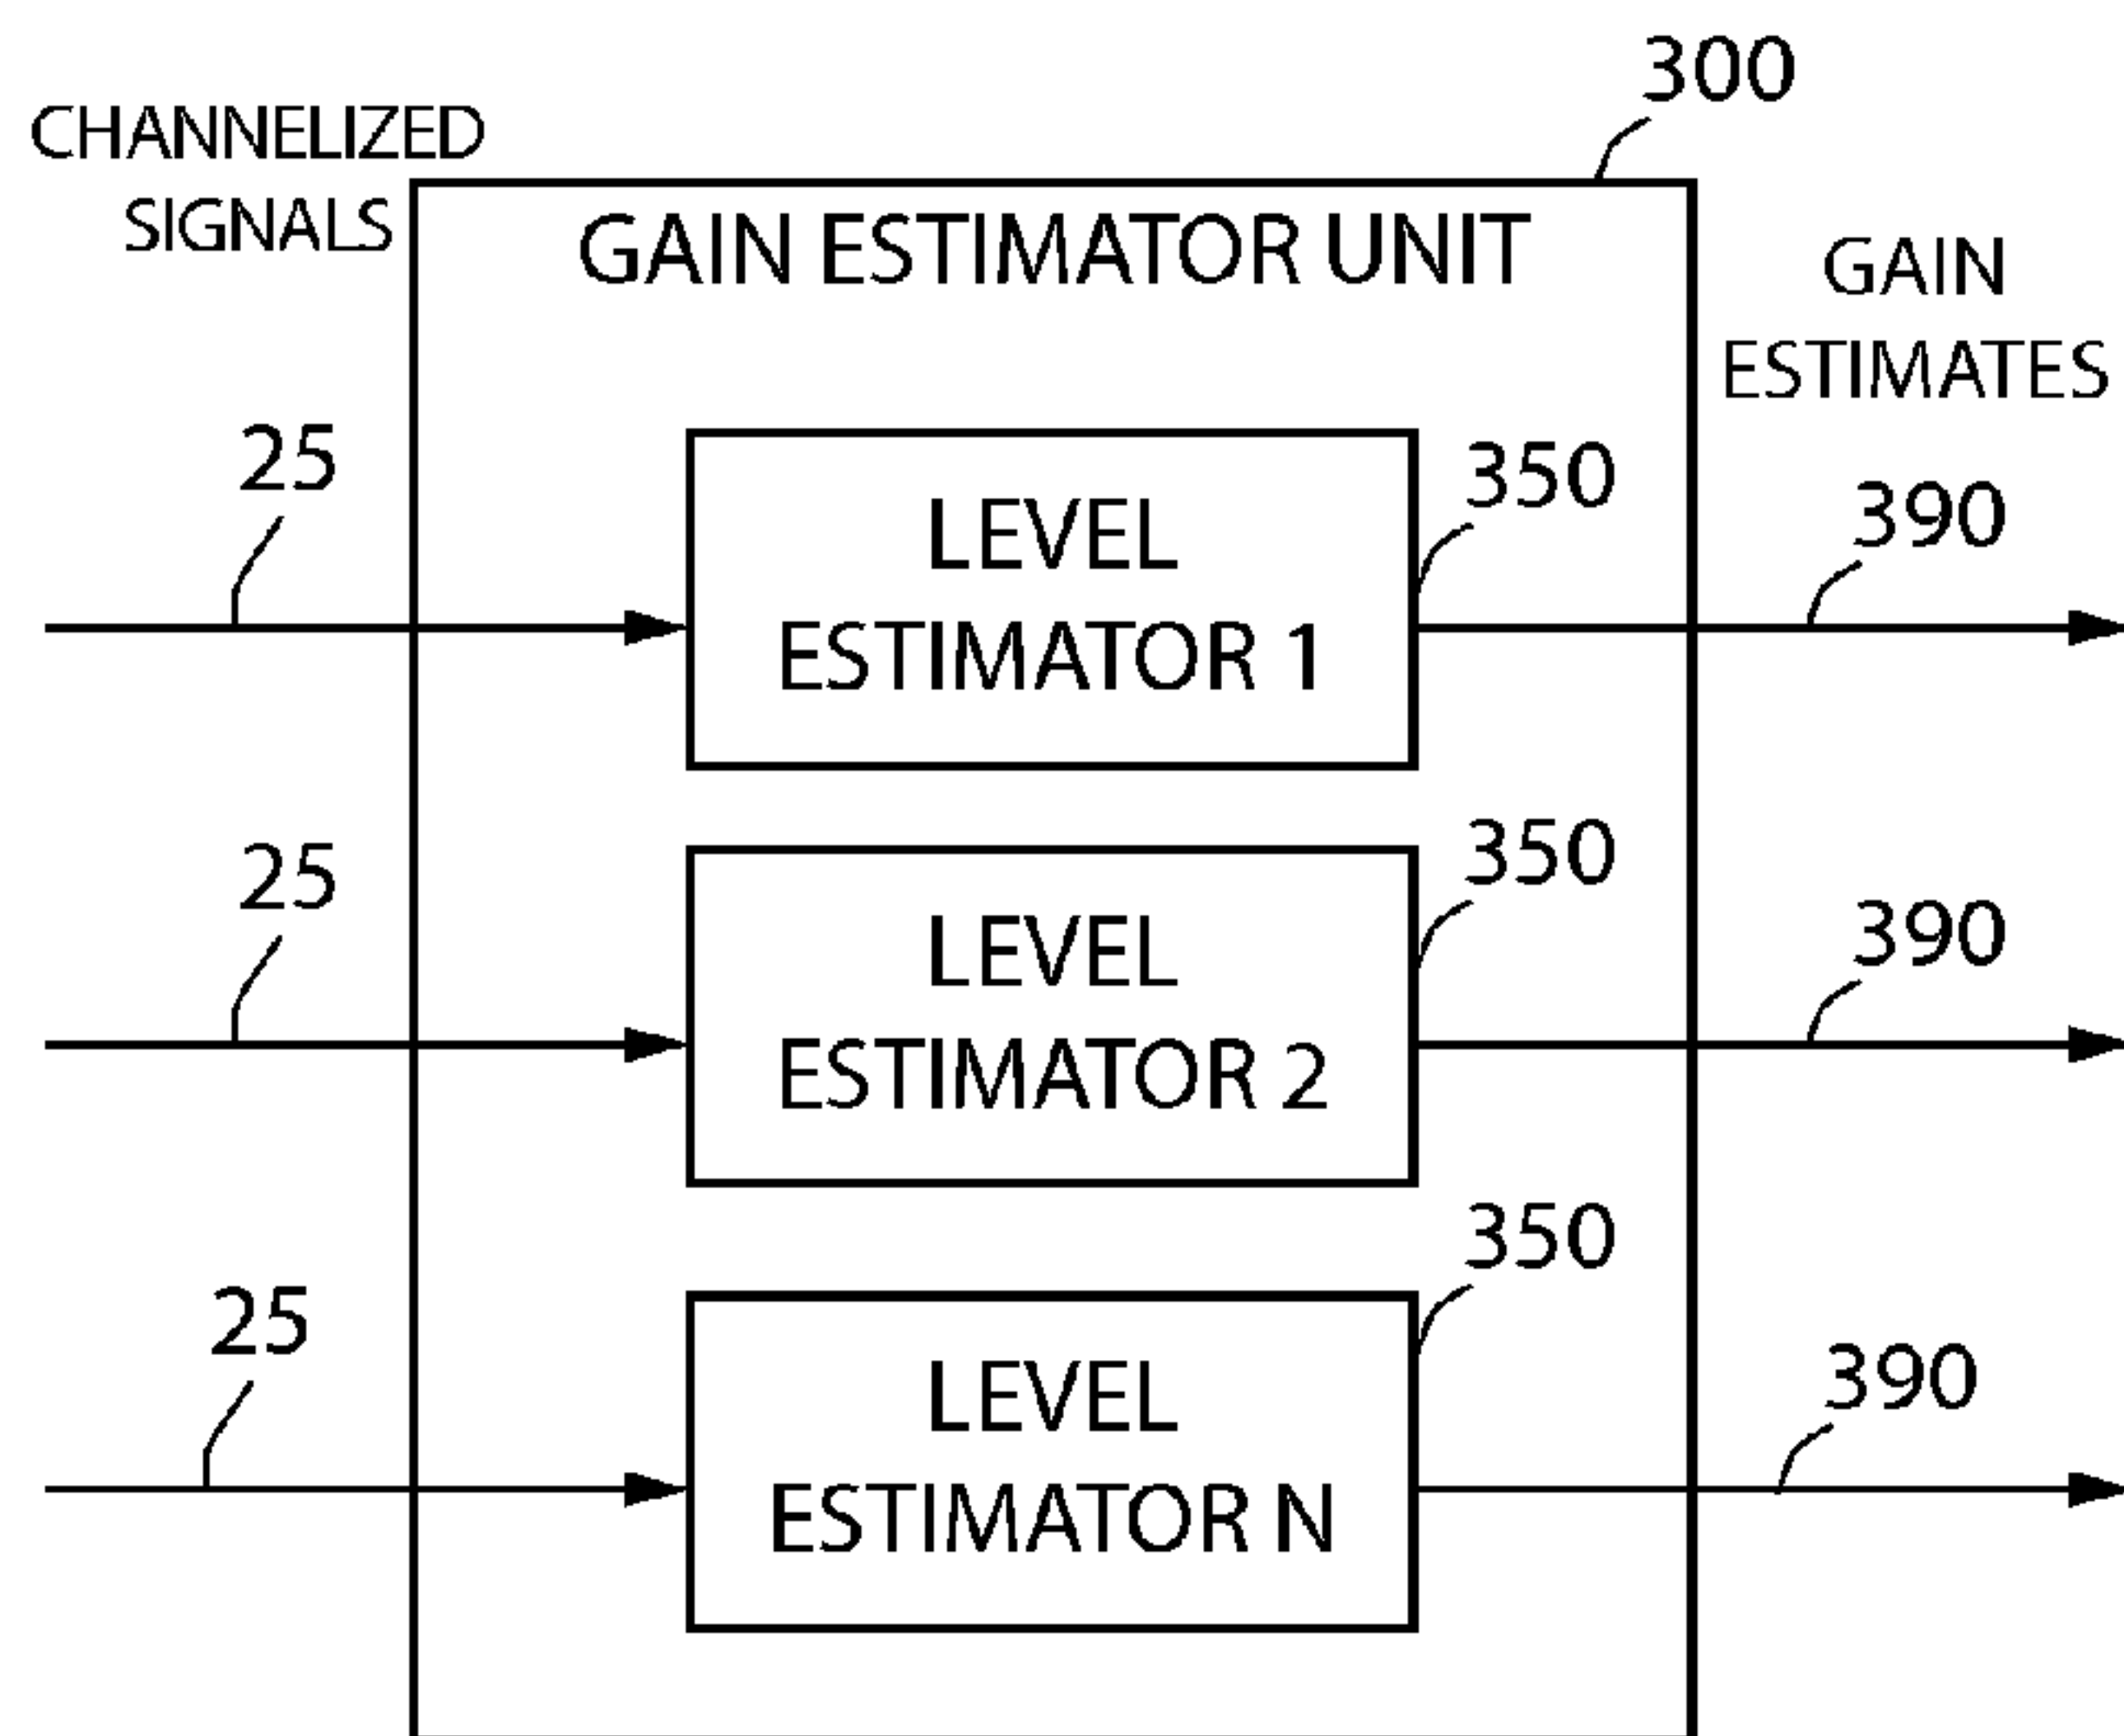 300
CHANNELIZED
SIGNALS
GAIN ESTIMATOR UNIT
GAIN
ESTIMATES
25
LEVEL
ESTIMATOR 1
350
390
25
LEVEL
ESTIMATOR 2
350
390
25
LEVEL
ESTIMATOR N
350
390